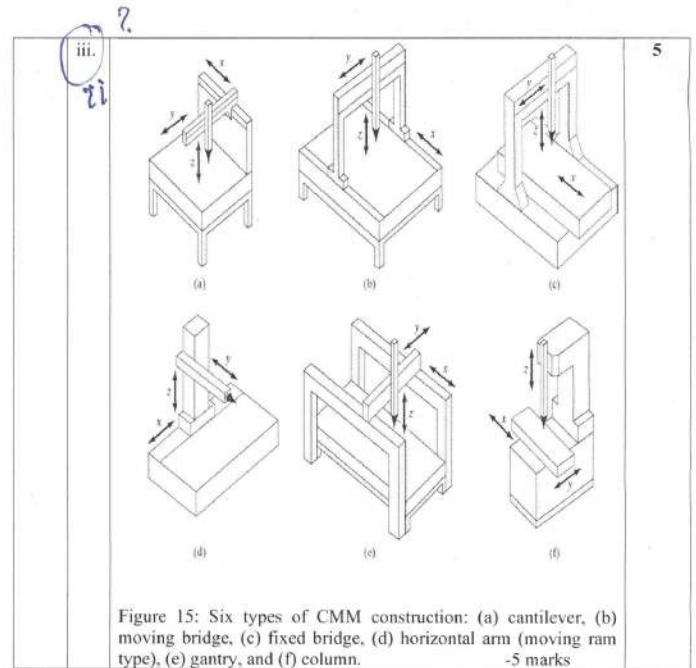 ?
iii.
ii
5
x
y
z
(a)
y
z
x
(b)
y
z
x
(c)
y
z
x
(d)
y
x
z
(e)
z
x
y
(f)
Figure 15: Six types of CMM construction: (a) cantilever, (b)
moving bridge, (c) fixed bridge, (d) horizontal arm (moving ram
type), (e) gantry, and (f) column. -5 marks